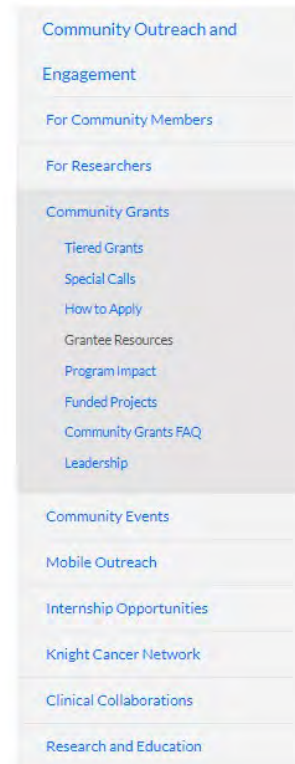 Community Outreach and
Engagement
For Community Members
For Researchers
Community Grants
Tiered Grants
Special Calls
How to Apply
Grantee Resources
Program Impact
Funded Projects
Community Grants FAQ
Leadership
Community Events
Mobile Outreach
Internship Opportunities
Knight Cancer Network
Clinical Collaborations
Research and Education